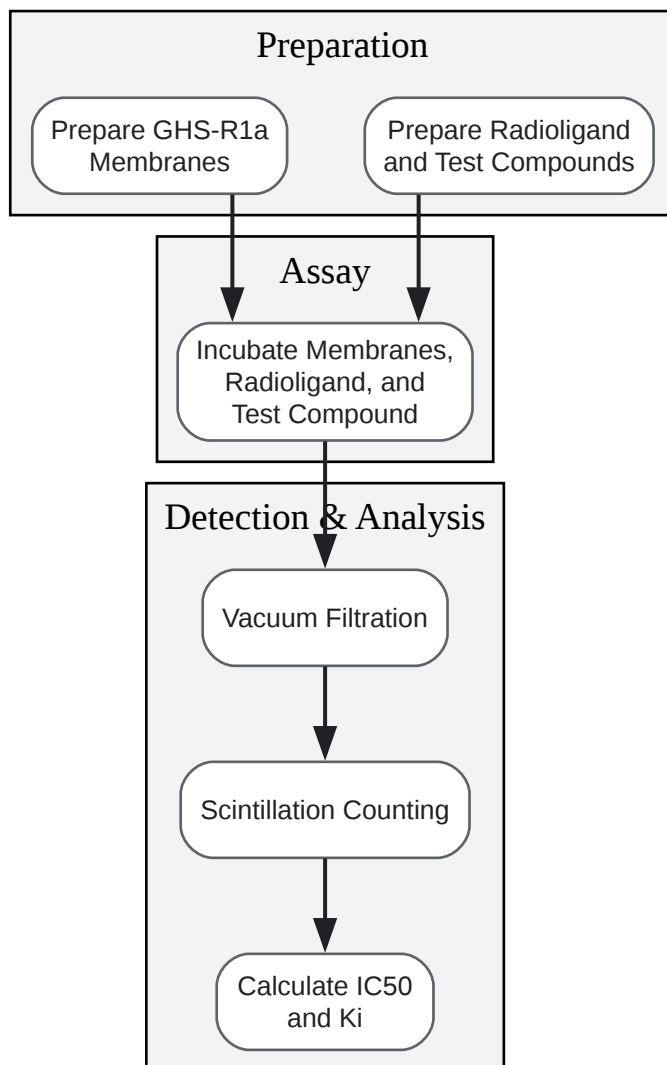 Preparation
Prepare GHS-R1a
Membranes
Prepare Radioligand
and Test Compounds
Assay
Incubate Membranes,
Radioligand, and
Test Compound
Detection & Analysis
Vacuum Filtration
Scintillation Counting
Calculate IC50
and Ki